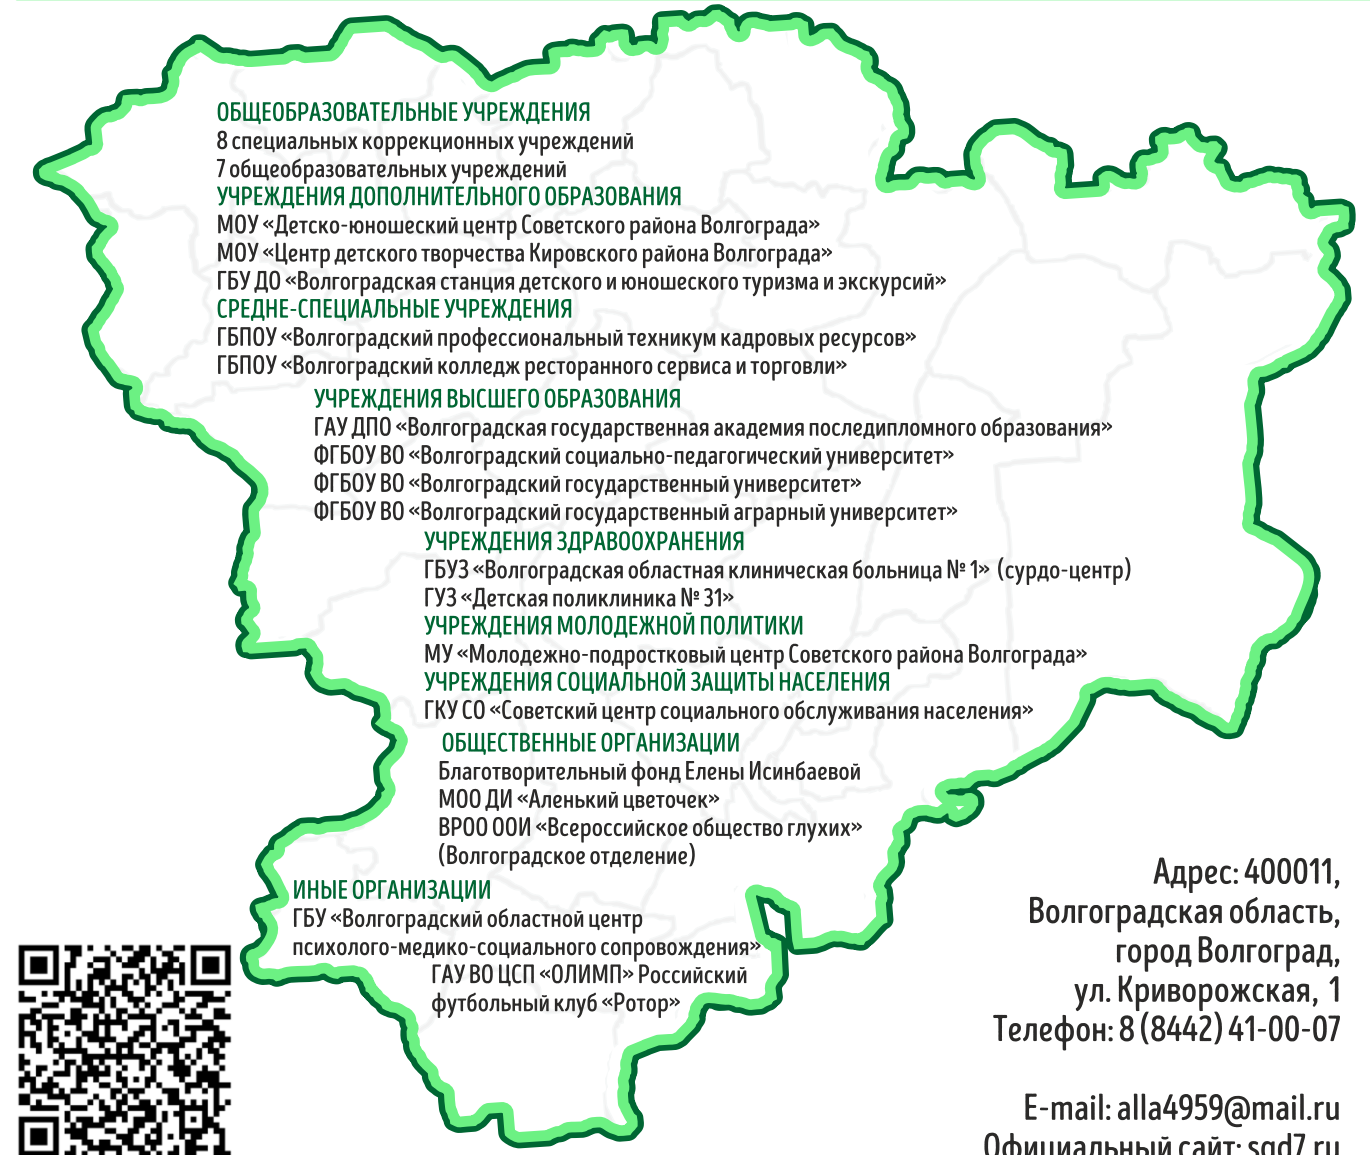 ОБЩЕОБРАЗОВАТЕЛЬНЫЕ УЧРЕЖДЕНИЯ
8 специальных коррекционных учреждений
7 общеобразовательных учреждений
УЧРЕЖДЕНИЯ ДОПОЛНИТЕЛЬНОГО ОБРАЗОВАНИЯ
МОУ «Детско-юношеский центр Советского района Волгограда»
МОУ «Центр детского творчества Кировского района Волгограда»
ГБУ ДО «Волгоградская станция детского и юношеского туризма и экскурсий»
СРЕДНЕ-СПЕЦИАЛЬНЫЕ УЧРЕЖДЕНИЯ
ГБПОУ «Волгоградский профессиональный техникум кадровых ресурсов»
ГБПОУ «Волгоградский колледж ресторанного сервиса и торговли»
УЧРЕЖДЕНИЯ ВЫСШЕГО ОБРАЗОВАНИЯ
ГАУ ДПО «Волгоградская государственная академия последипломного образования»
ФГБОУ ВО «Волгоградский социально-педагогический университет»
ФГБОУ ВО «Волгоградский государственный университет»
ФГБОУ ВО «Волгоградский государственный аграрный университет»
УЧРЕЖДЕНИЯ ЗДРАВООХРАНЕНИЯ
ГБУЗ «Волгоградская областная клиническая больница № 1» (сурдо-центр)
ГУЗ «Детская поликлиника № 31»
УЧРЕЖДЕНИЯ МОЛОДЕЖНОЙ ПОЛИТИКИ
МУ «Молодежно-подростковый центр Советского района Волгограда»
УЧРЕЖДЕНИЯ СОЦИАЛЬНОЙ ЗАЩИТЫ НАСЕЛЕНИЯ
ГКУ СО «Советский центр социального обслуживания населения»
ОБЩЕСТВЕННЫЕ ОРГАНИЗАЦИИ
Благотворительный фонд Елены Исинбаевой
МОО ДИ «Аленький цветочек»
ВРОО ООИ «Всероссийское общество глухих»
(Волгоградское отделение)
ИНЫЕ ОРГАНИЗАЦИИ
ГБУ «Волгоградский областной центр
психолого-медико-социального сопровождения»
ГАУ ВО ЦСП «ОЛИМП» Российский
футбольный клуб «Ротор»
Адрес: 400011,
Волгоградская область,
город Волгоград,
ул. Криворожская, 1
Телефон: 8 (8442) 41-00-07
E-mail: alla4959@mail.ru
Официальный сайт: sgd7.ru